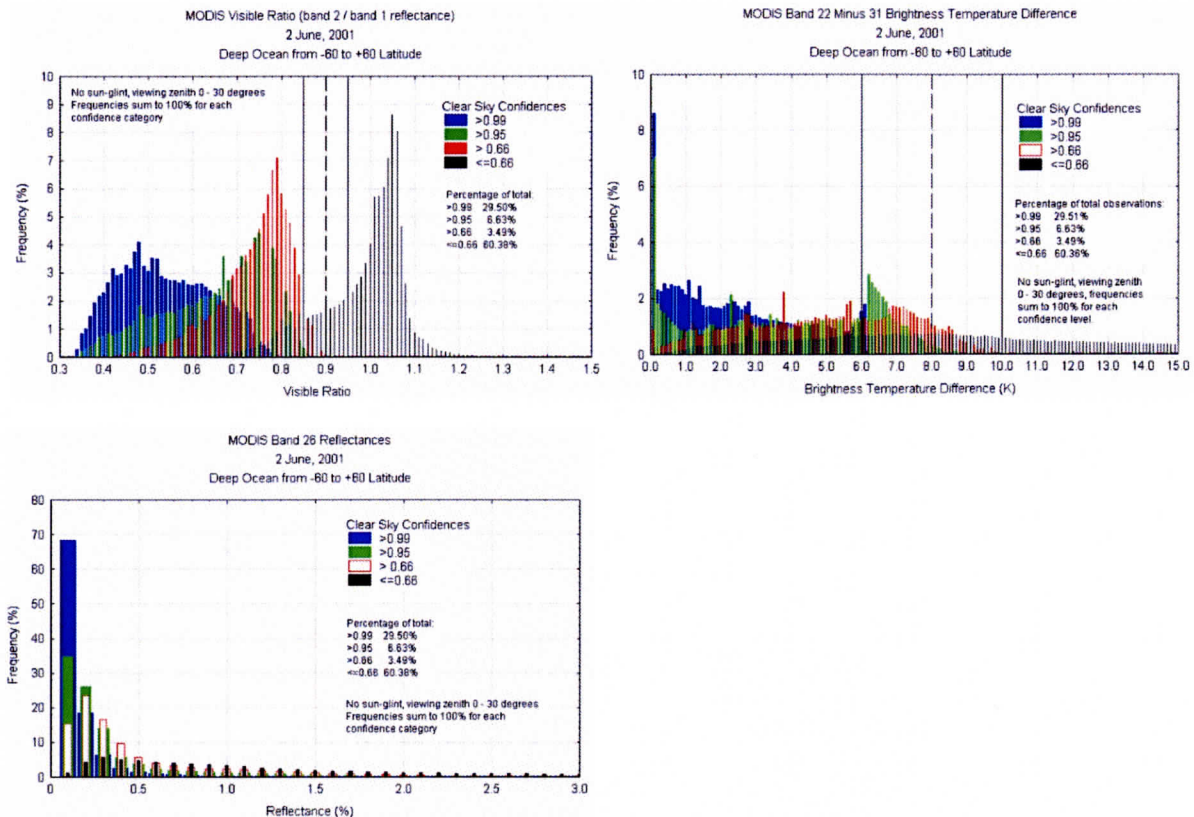 MODIS Visible Ratio (band 2 / band 1 reflectance)
2 June, 2001
Deep Ocean from -60 to +60 Latitude
10
9
8
7
6
5
4
3
2
1
0
Frequency (%)
No sun-glint, viewing zenith 0 - 30 degrees
Frequencies sum to 100% for each
confidence category
Clear Sky Confidences
>0.99
>0.95
> 0.66
<=0.66
Percentage of total:
>0.99 29.50%
>0.95 6.63%
>0.66 3.49%
<=0.66 60.38%
0.3 0.4 0.5 0.6 0.7 0.8 0.9 1.0 1.1 1.2 1.3 1.4 1.5
Visible Ratio
MODIS Band 22 Minus 31 Brightness Temperature Difference
2 June, 2001
Deep Ocean from -60 to +60 Latitude
10
8
6
4
2
0
Frequency (%)
Clear Sky Confidences
>0.99
>0.95
>0.66
<=0.66
Percentage of total observations:
>0.99 29.51%
>0.95 6.63%
>0.66 3.49%
<=0.66 60.36%
No sun-glint, viewing zenith
0 - 30 degrees, frequencies
sum to 100% for each
confidence level.
0.0 1.0 2.0 3.0 4.0 5.0 6.0 7.0 8.0 9.0 10.0 11.0 12.0 13.0 14.0 15.0
Brightness Temperature Difference (K)
MODIS Band 26 Reflectances
2 June, 2001
Deep Ocean from -60 to +60 Latitude
80
70
60
50
40
30
20
10
0
Frequency (%)
Clear Sky Confidences
>0.99
>0.95
> 0.66
<=0.66
Percentage of total:
>0.99 29.50%
>0.95 6.63%
>0.66 3.49%
<=0.66 60.38%
No sun-glint, viewing zenith 0 - 30 degrees
Frequencies sum to 100% for each
confidence category
0 0.5 1.0 1.5 2.0 2.5 3.0
Reflectance (%)